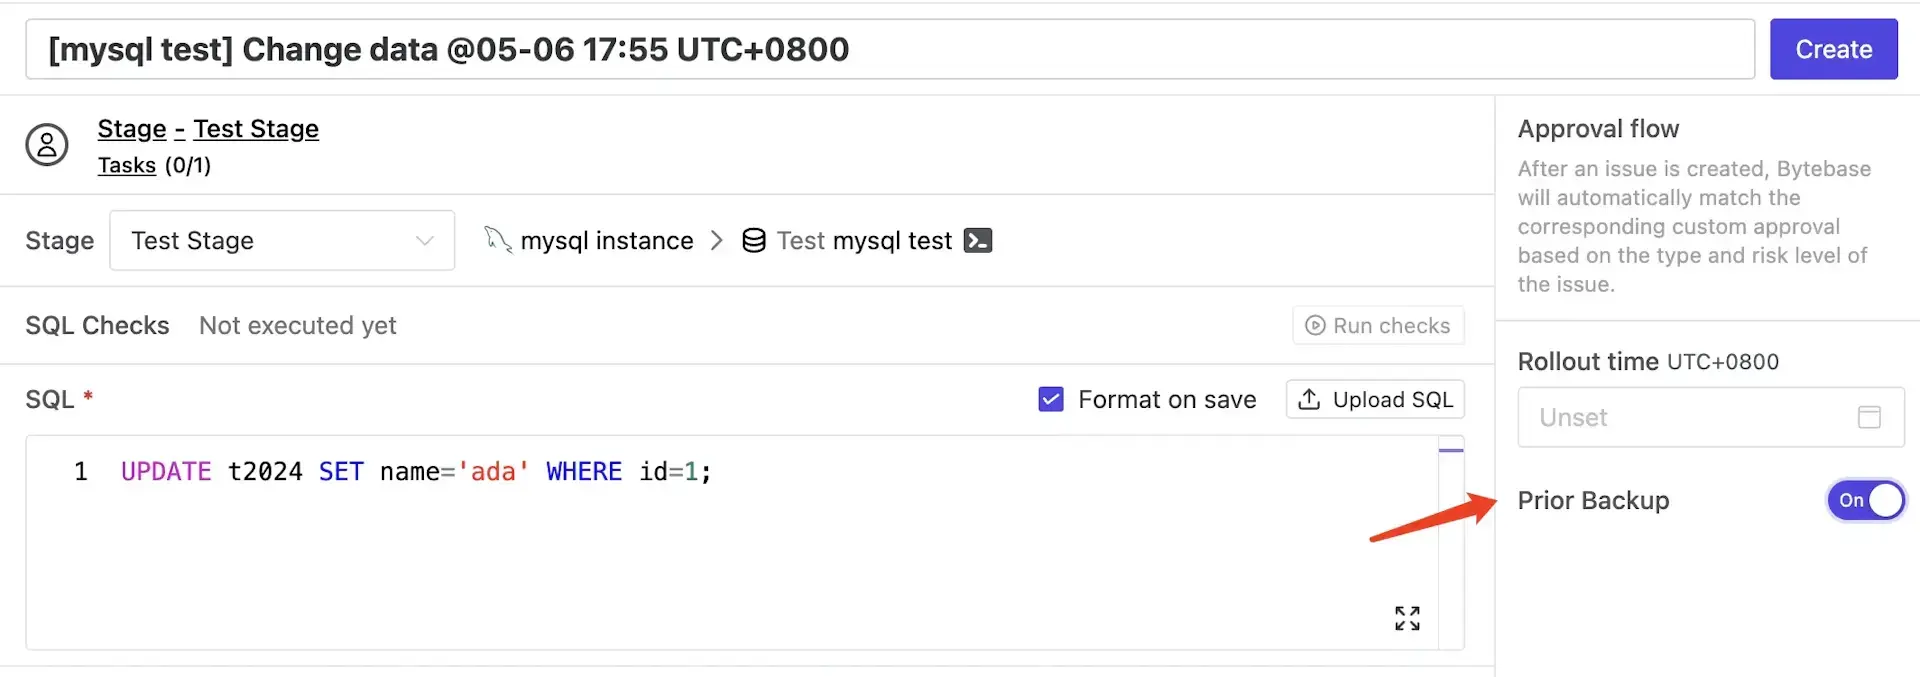 [mysql test] Change data @05-06 17:55 UTC+0800
Create
Stage - Test Stage
Tasks (0/1)
Stage
Test Stage
mysql instance > Test mysql test
SQL Checks Not executed yet
Run checks
SQL *
Format on save
Upload SQL
1 UPDATE t2024 SET name='ada' WHERE id=1;
Approval flow
After an issue is created, Bytebase
will automatically match the
corresponding custom approval
based on the type and risk level of
the issue.
Rollout time UTC+0800
Unset
Prior Backup
On